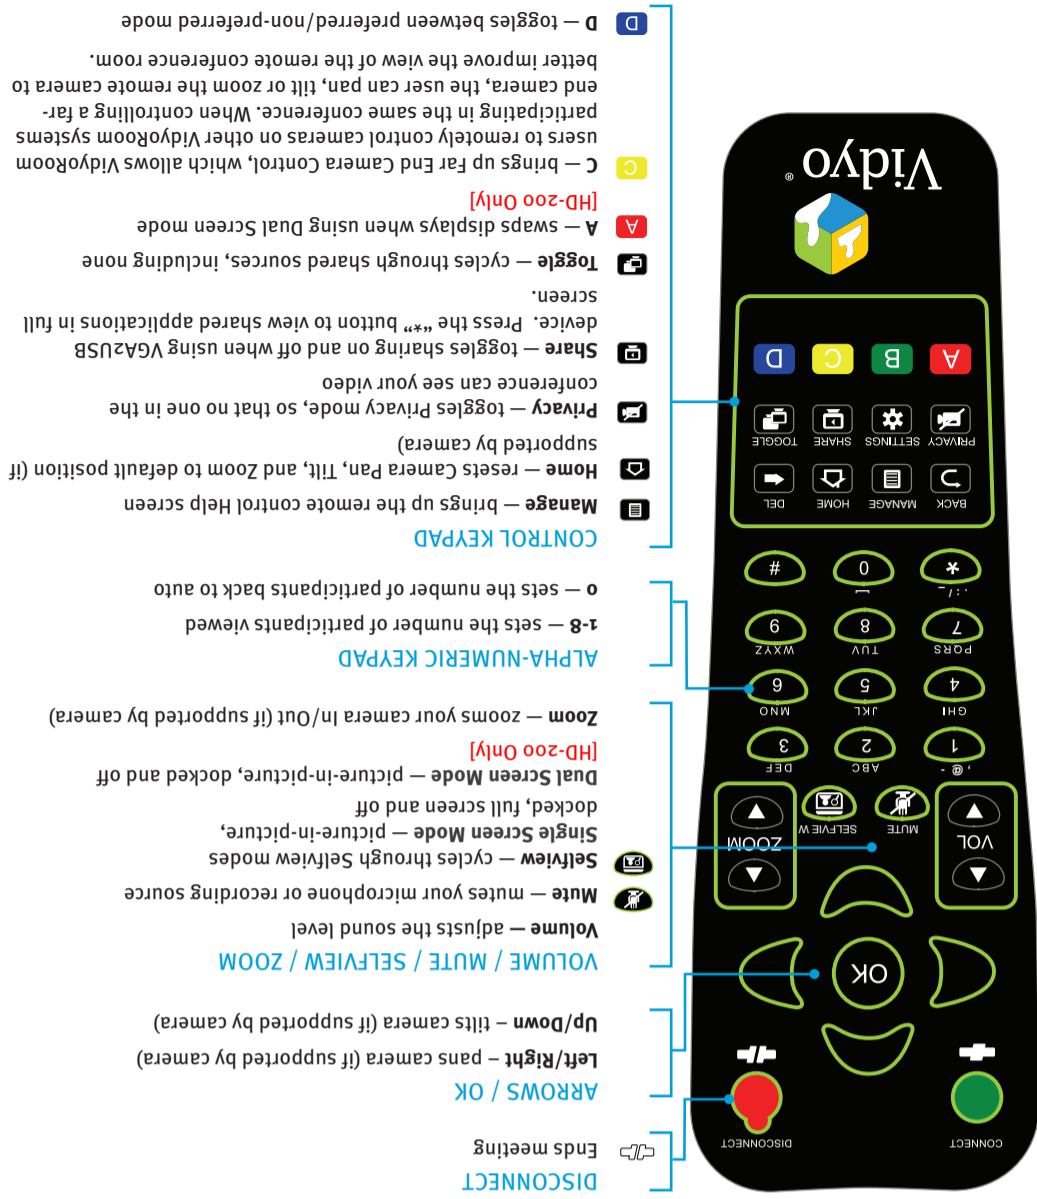 CONNECT
DISCONNECT
OK
VOL
MUTE
SELFVIEW
ZOOM
, @ -
ABC
DEF
1
2
3
GHI
JKL
MNO
4
5
6
PQRS
TUV
WXYZ
7
8
9
. : / _
*
0
#
BACK
MANAGE
HOME
DEL
PRIVACY
SETTINGS
SHARE
TOGGLE
A
B
C
D
Vidyo®
DISCONNECT
Ends meeting
ARROWS / OK
Left/Right – pans camera (if supported by camera)
Up/Down – tilts camera (if supported by camera)
VOLUME / MUTE / SELFVIEW / ZOOM
Volume — adjusts the sound level
Mute — mutes your microphone or recording source
Selfview — cycles through Selfview modes
Single Screen Mode — picture-in-picture,
docked, full screen and off
Dual Screen Mode — picture-in-picture, docked and off
[HD-200 Only]
Zoom — zooms your camera In/Out (if supported by camera)
ALPHA-NUMERIC KEYPAD
1-8 — sets the number of participants viewed
0 — sets the number of participants back to auto
CONTROL KEYPAD
Manage — brings up the remote control Help screen
Home — resets Camera Pan, Tilt, and Zoom to default position (if
supported by camera)
Privacy — toggles Privacy mode, so that no one in the
conference can see your video
Share — toggles sharing on and off when using VGA2USB
device. Press the “*” button to view shared applications in full
screen.
Toggle — cycles through shared sources, including none
A
A — swaps displays when using Dual Screen mode
[HD-200 Only]
C
C — brings up Far End Camera Control, which allows VidyoRoom
users to remotely control cameras on other VidyoRoom systems
participating in the same conference. When controlling a far-
end camera, the user can pan, tilt or zoom the remote camera to
better improve the view of the remote conference room.
D
D — toggles between preferred/non-preferred mode